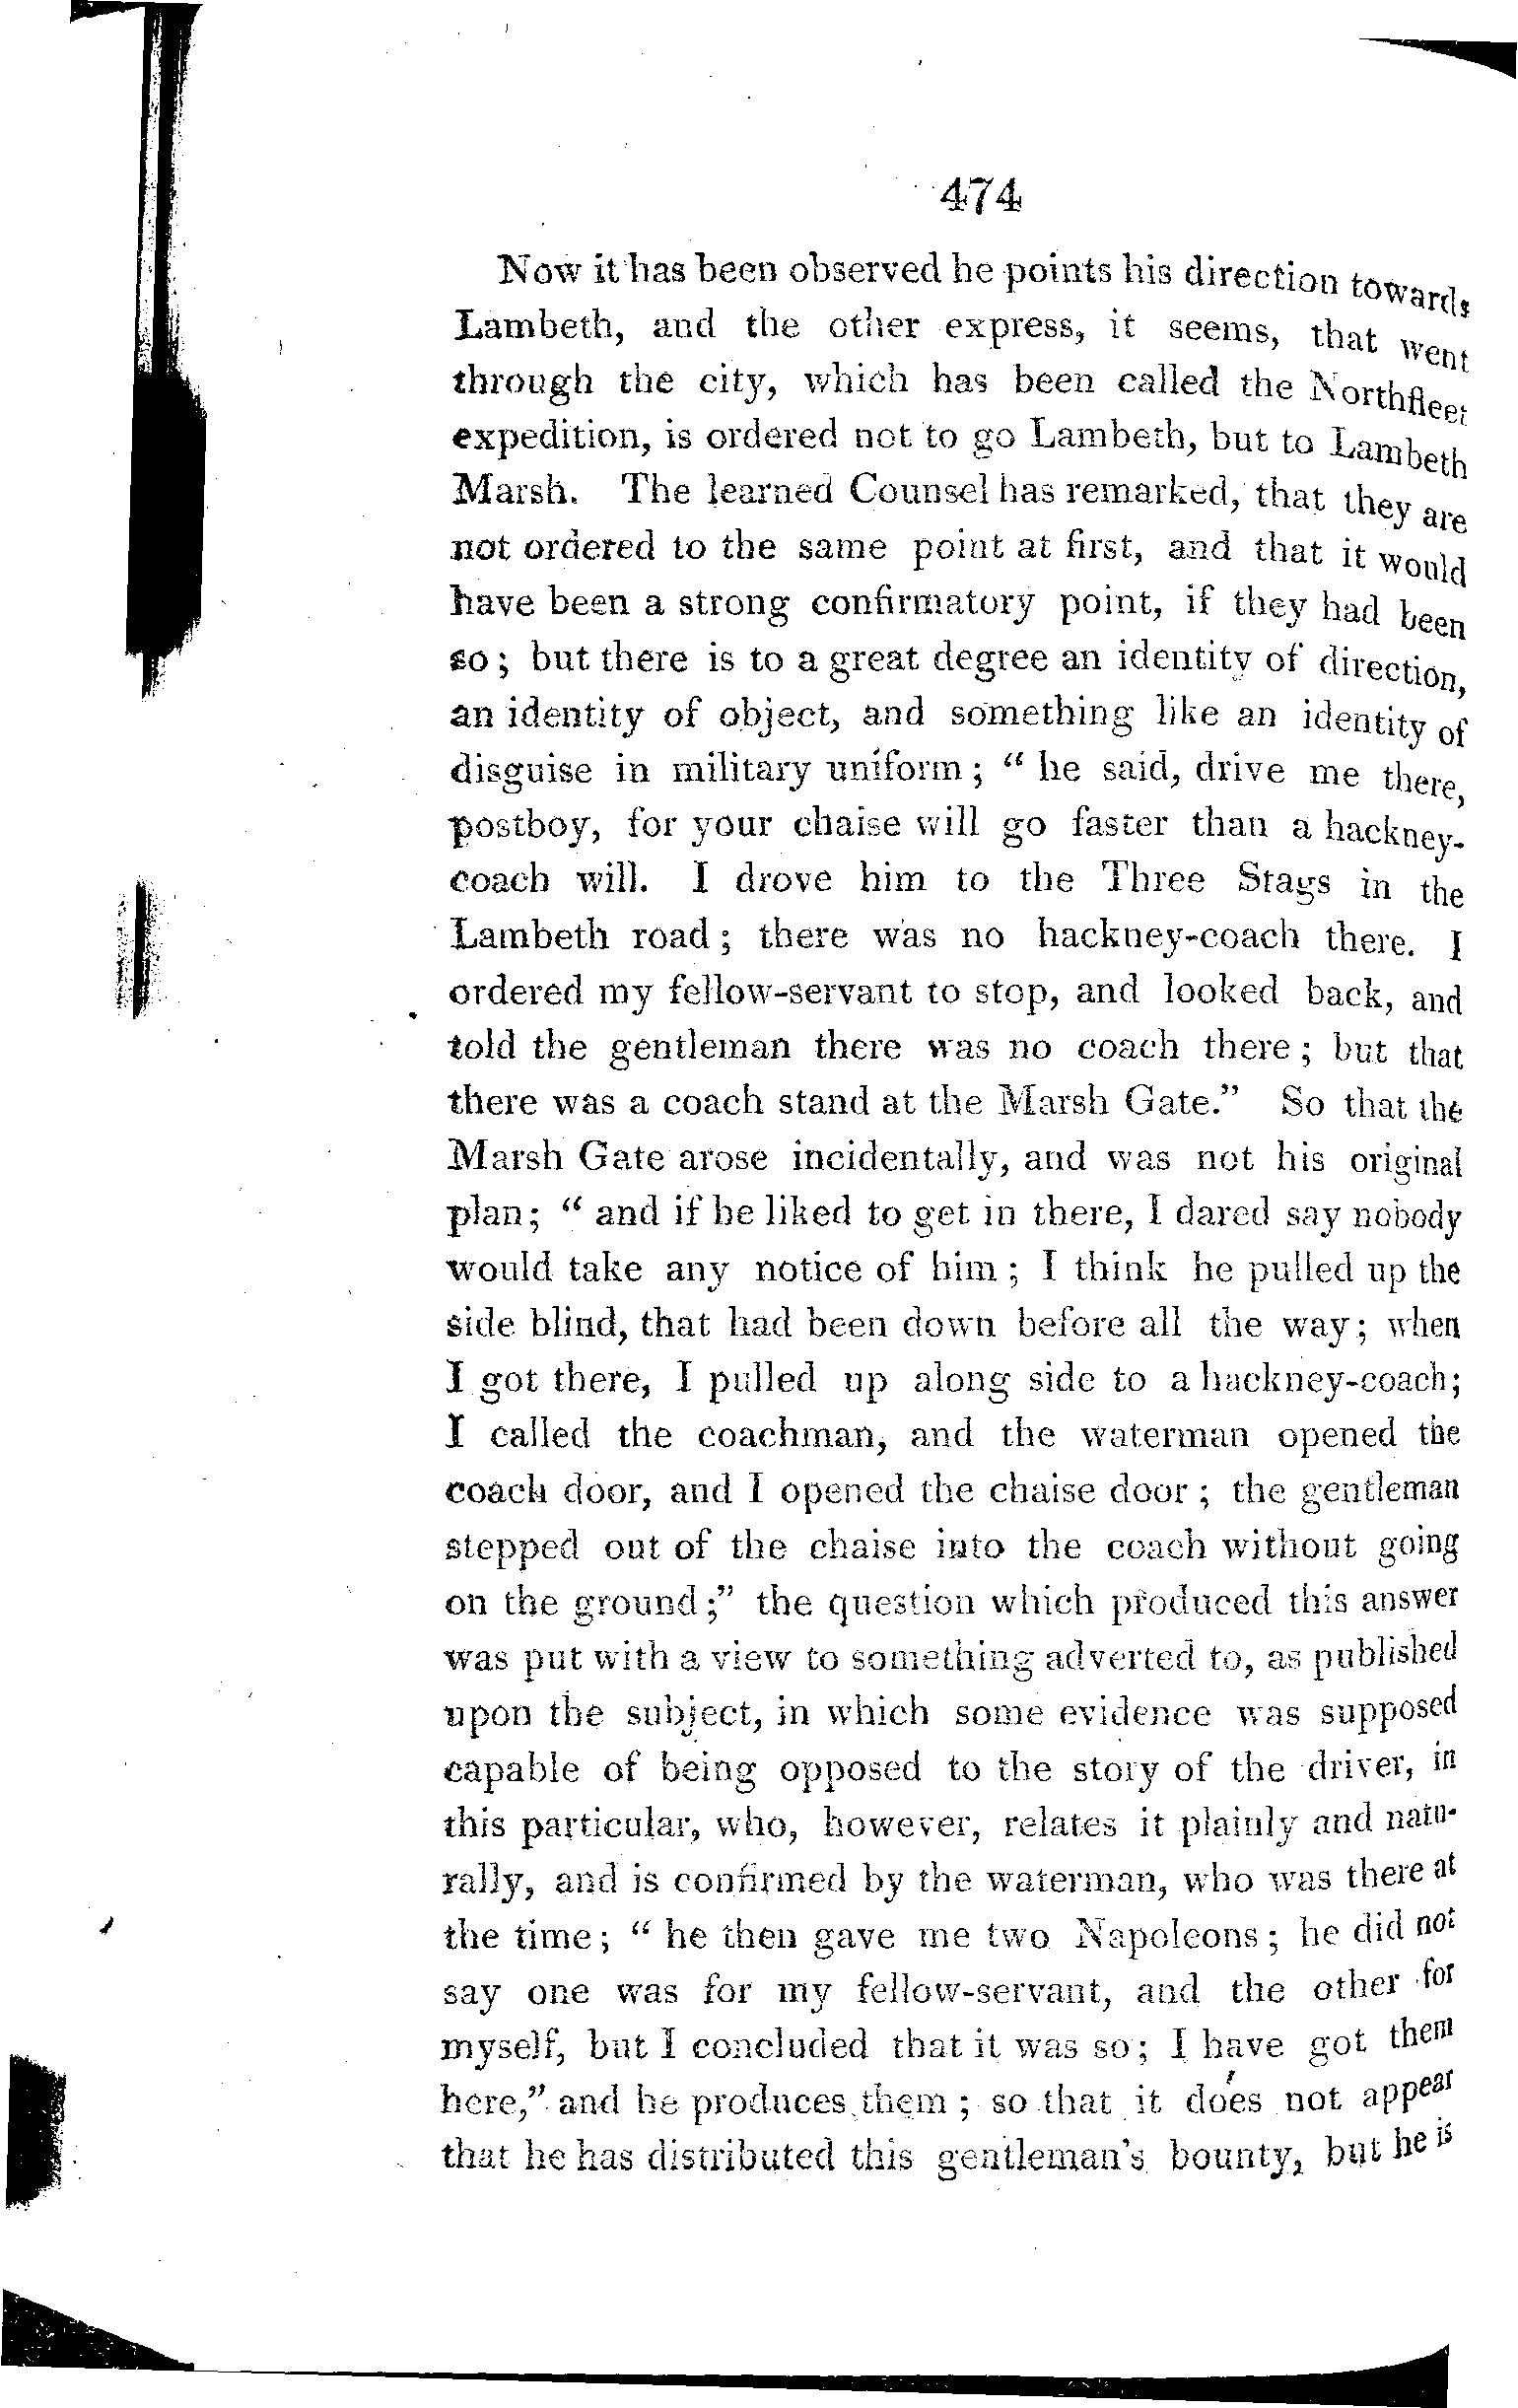 474
Now it has been observed he points his direction towards
Lambeth, and the other express, it seems, that went
through the city, which has been called the Northfleet
expedition, is ordered not to go Lambeth, but to Lambeth
Marsh. The learned Counsel has remarked, that they are
not ordered to the same point at first, and that it would
have been a strong confirmatory point, if they had been
so; but there is to a great degree an identity of direction,
an identity of object, and something like an identity of
disguise in military uniform; " he said, drive me there,
postboy, for your chaise will go faster than a hackney-
coach will. I drove him to the Three Stags in the
Lambeth road; there was no hackney-coach there. I
ordered my fellow-servant to stop, and looked back, and
told the gentleman there was no coach there; but that
there was a coach stand at the Marsh Gate." So that the
Marsh Gate arose incidentally, and was not his original
plan; " and if he liked to get in there, I dared say nobody
would take any notice of him; I think he pulled up the
side blind, that had been down before all the way; when
I got there, I pulled up along side to a hackney-coach;
I called the coachman, and the waterman opened the
coach door, and I opened the chaise door; the gentleman
stepped out of the chaise into the coach without going
on the ground;" the question which produced this answer
was put with a view to something adverted to, as published
upon the subject, in which some evidence was supposed
capable of being opposed to the story of the driver, in
this particular, who, however, relates it plainly and natu-
rally, and is confirmed by the waterman, who was there at
the time; " he then gave me two Napoleons; he did not
say one was for my fellow-servant, and the other for
myself, but I concluded that it was so; I have got them
here," and he produces them; so that it does not appear
that he has distributed this gentleman's bounty, but he is